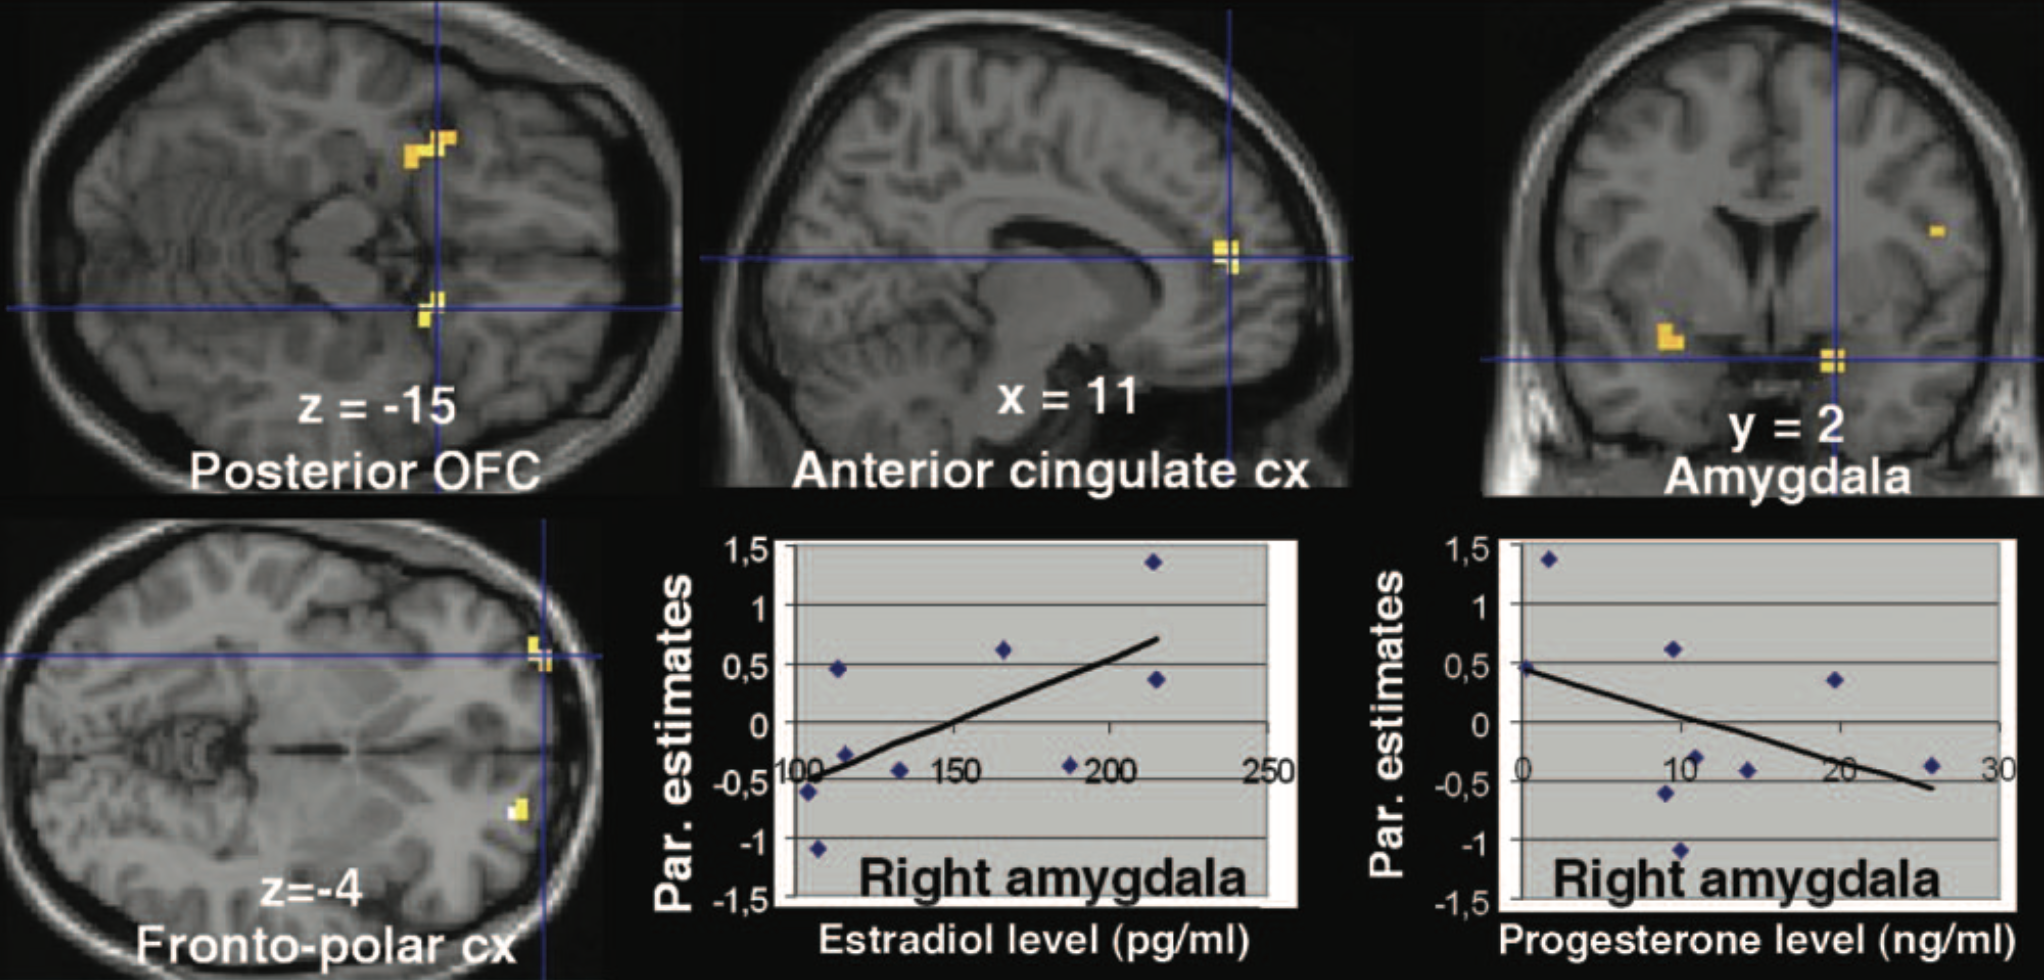 z = -15
Posterior OFC
x = 11
Anterior cingulate cx
y = 2
Amygdala
z=-4
Fronto-polar cx
Par. estimates
1,5
1
0,5
0
-0,5
-1
-1,5
100 150 200 250
Right amygdala
Estradiol level (pg/ml)
Par. estimates
1,5
1
0,5
0
-0,5
-1
-1,5
0 10 20 30
Right amygdala
Progesterone level (ng/ml)